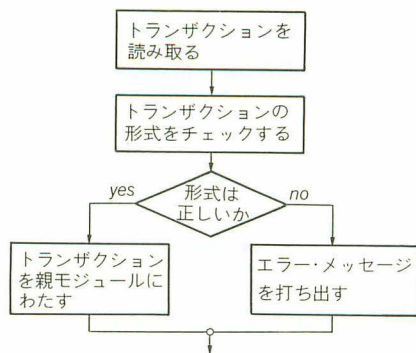 トランザクションを
読み取る
トランザクションの
形式をチェックする
yes
形式は
正しいか
no
トランザクション
を親モジュールに
わたす
エラー・メッセージ
を打ち出す